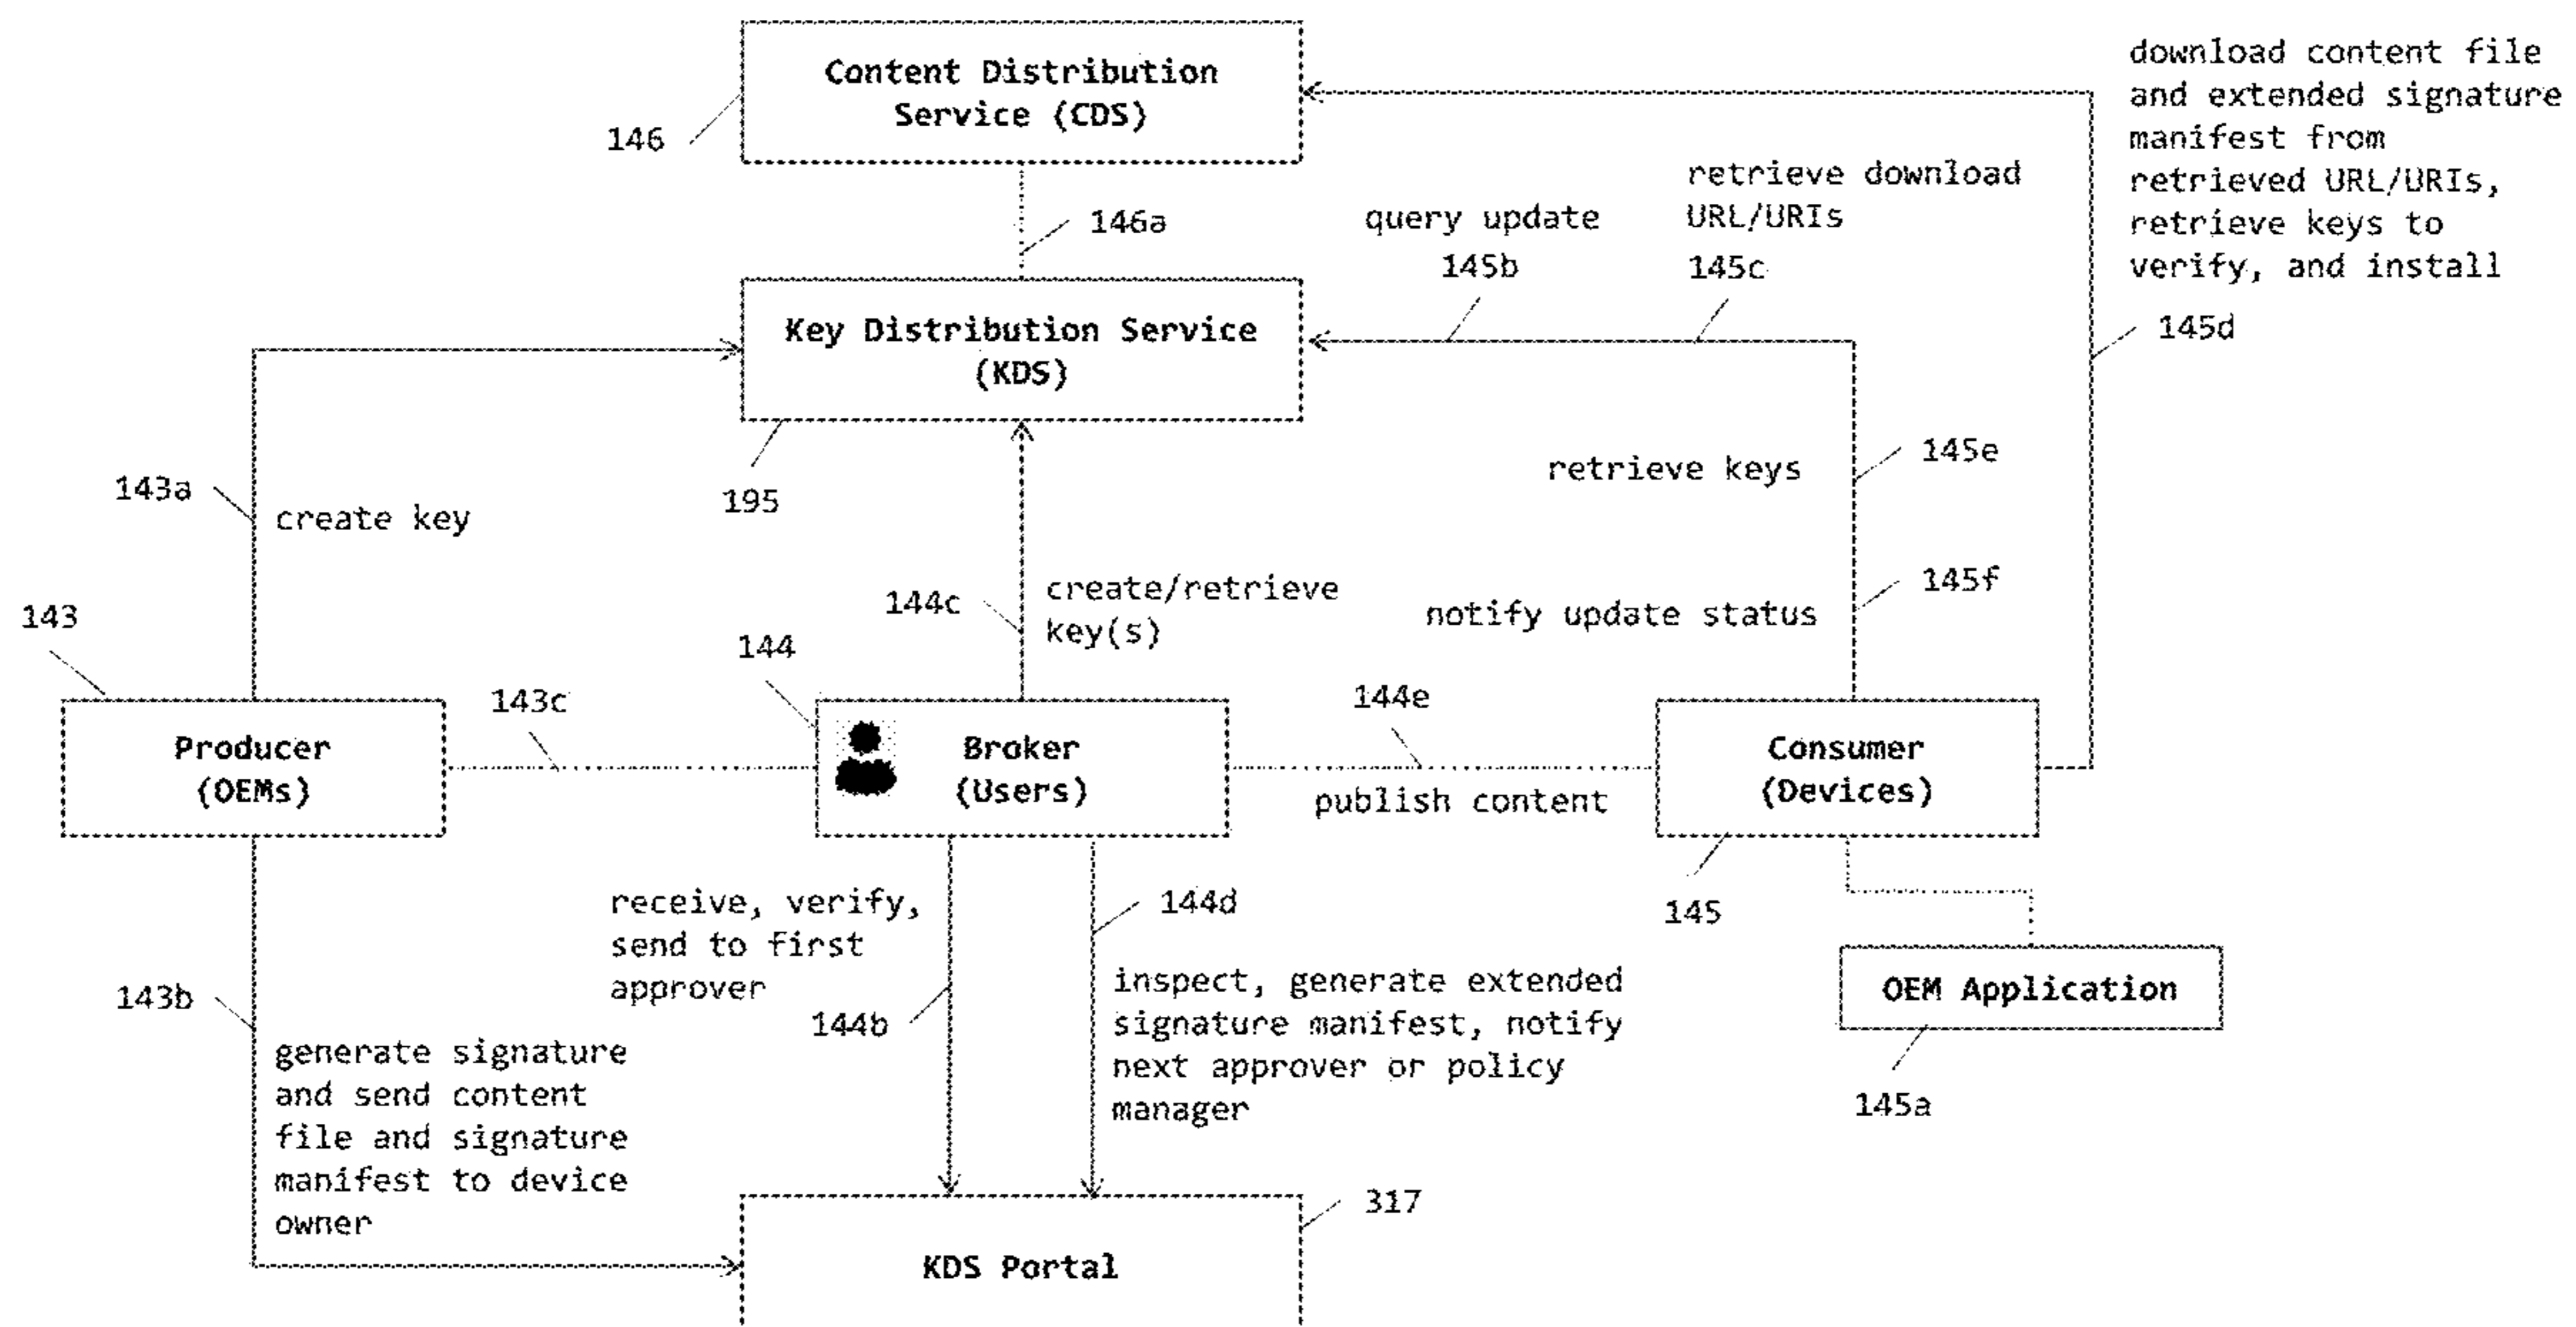 Content Distribution
Service (CDS)
146
146a
download content file
and extended signature
manifest from
retrieved URL/URIs,
retrieve keys to
verify, and install
145d
retrieve download
URL/URIs
145c
query update
145b
Key Distribution Service
(KDS)
195
143a
create key
retrieve keys
145e
145f
notify update status
144c
create/retrieve
key(s)
143
Producer
(OEMs)
143c
144
Broker
(Users)
144e
publish content
Consumer
(Devices)
145
OEM Application
145a
receive, verify,
send to first
approver
144b
144d
inspect, generate extended
signature manifest, notify
next approver or policy
manager
143b
generate signature
and send content
file and signature
manifest to device
owner
317
KDS Portal